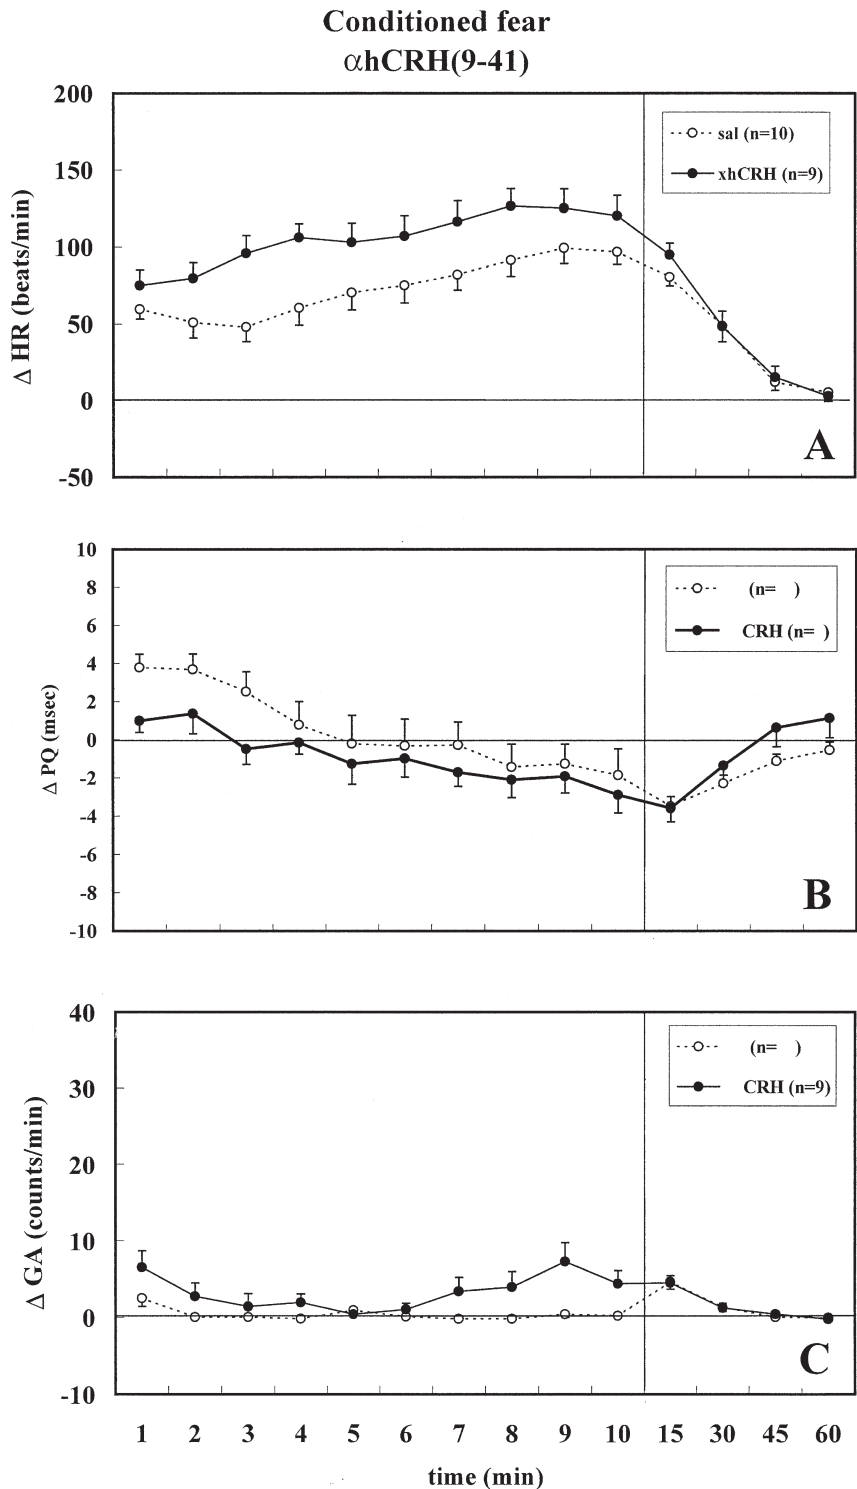 Conditioned fear
αhCRH(9-41)
200
150
100
50
0
-50
Δ HR (beats/min)
sal (n=10)
xhCRH (n=9)
A
10
8
6
4
2
0
-2
-4
-6
-8
-10
Δ PQ (msec)
(n= )
CRH (n= )
B
40
30
20
10
0
-10
Δ GA (counts/min)
(n= )
CRH (n=9)
C
1 2 3 4 5 6 7 8 9 10 15 30 45 60
time (min)